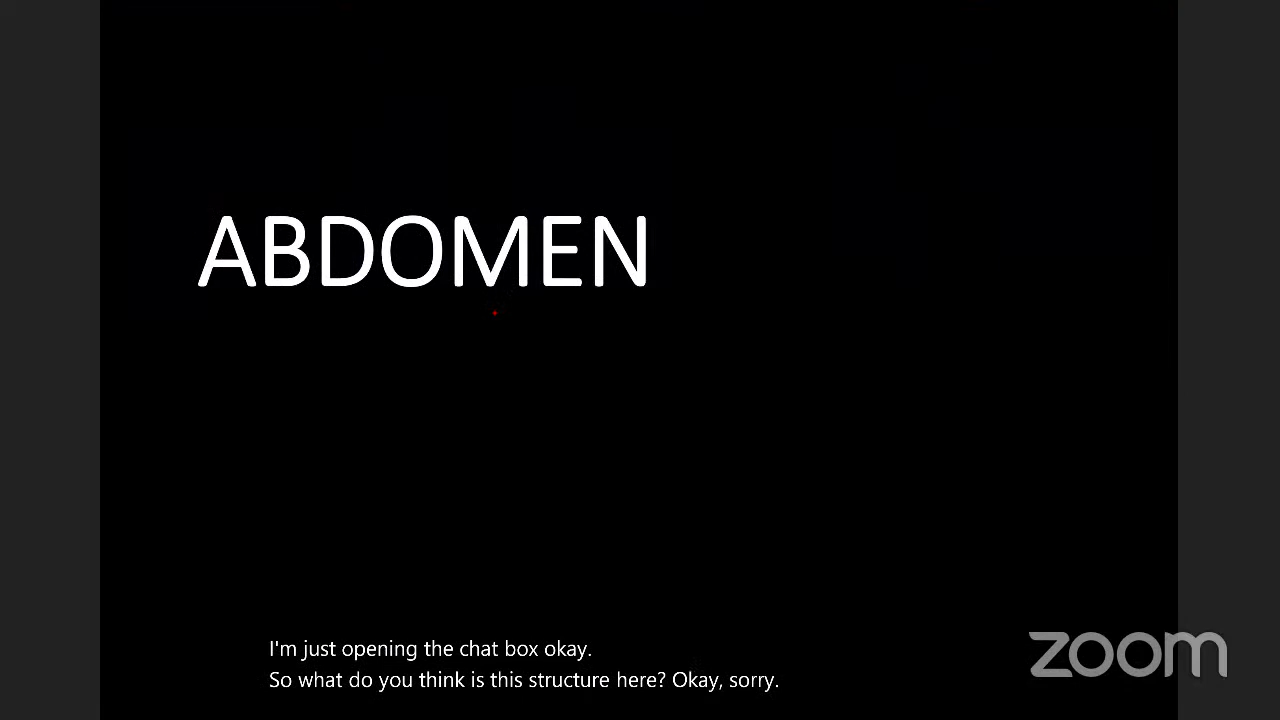 ABDOMEN
I'm just opening the chat box okay.
So what do you think is this structure here? Okay, sorry.
zoom